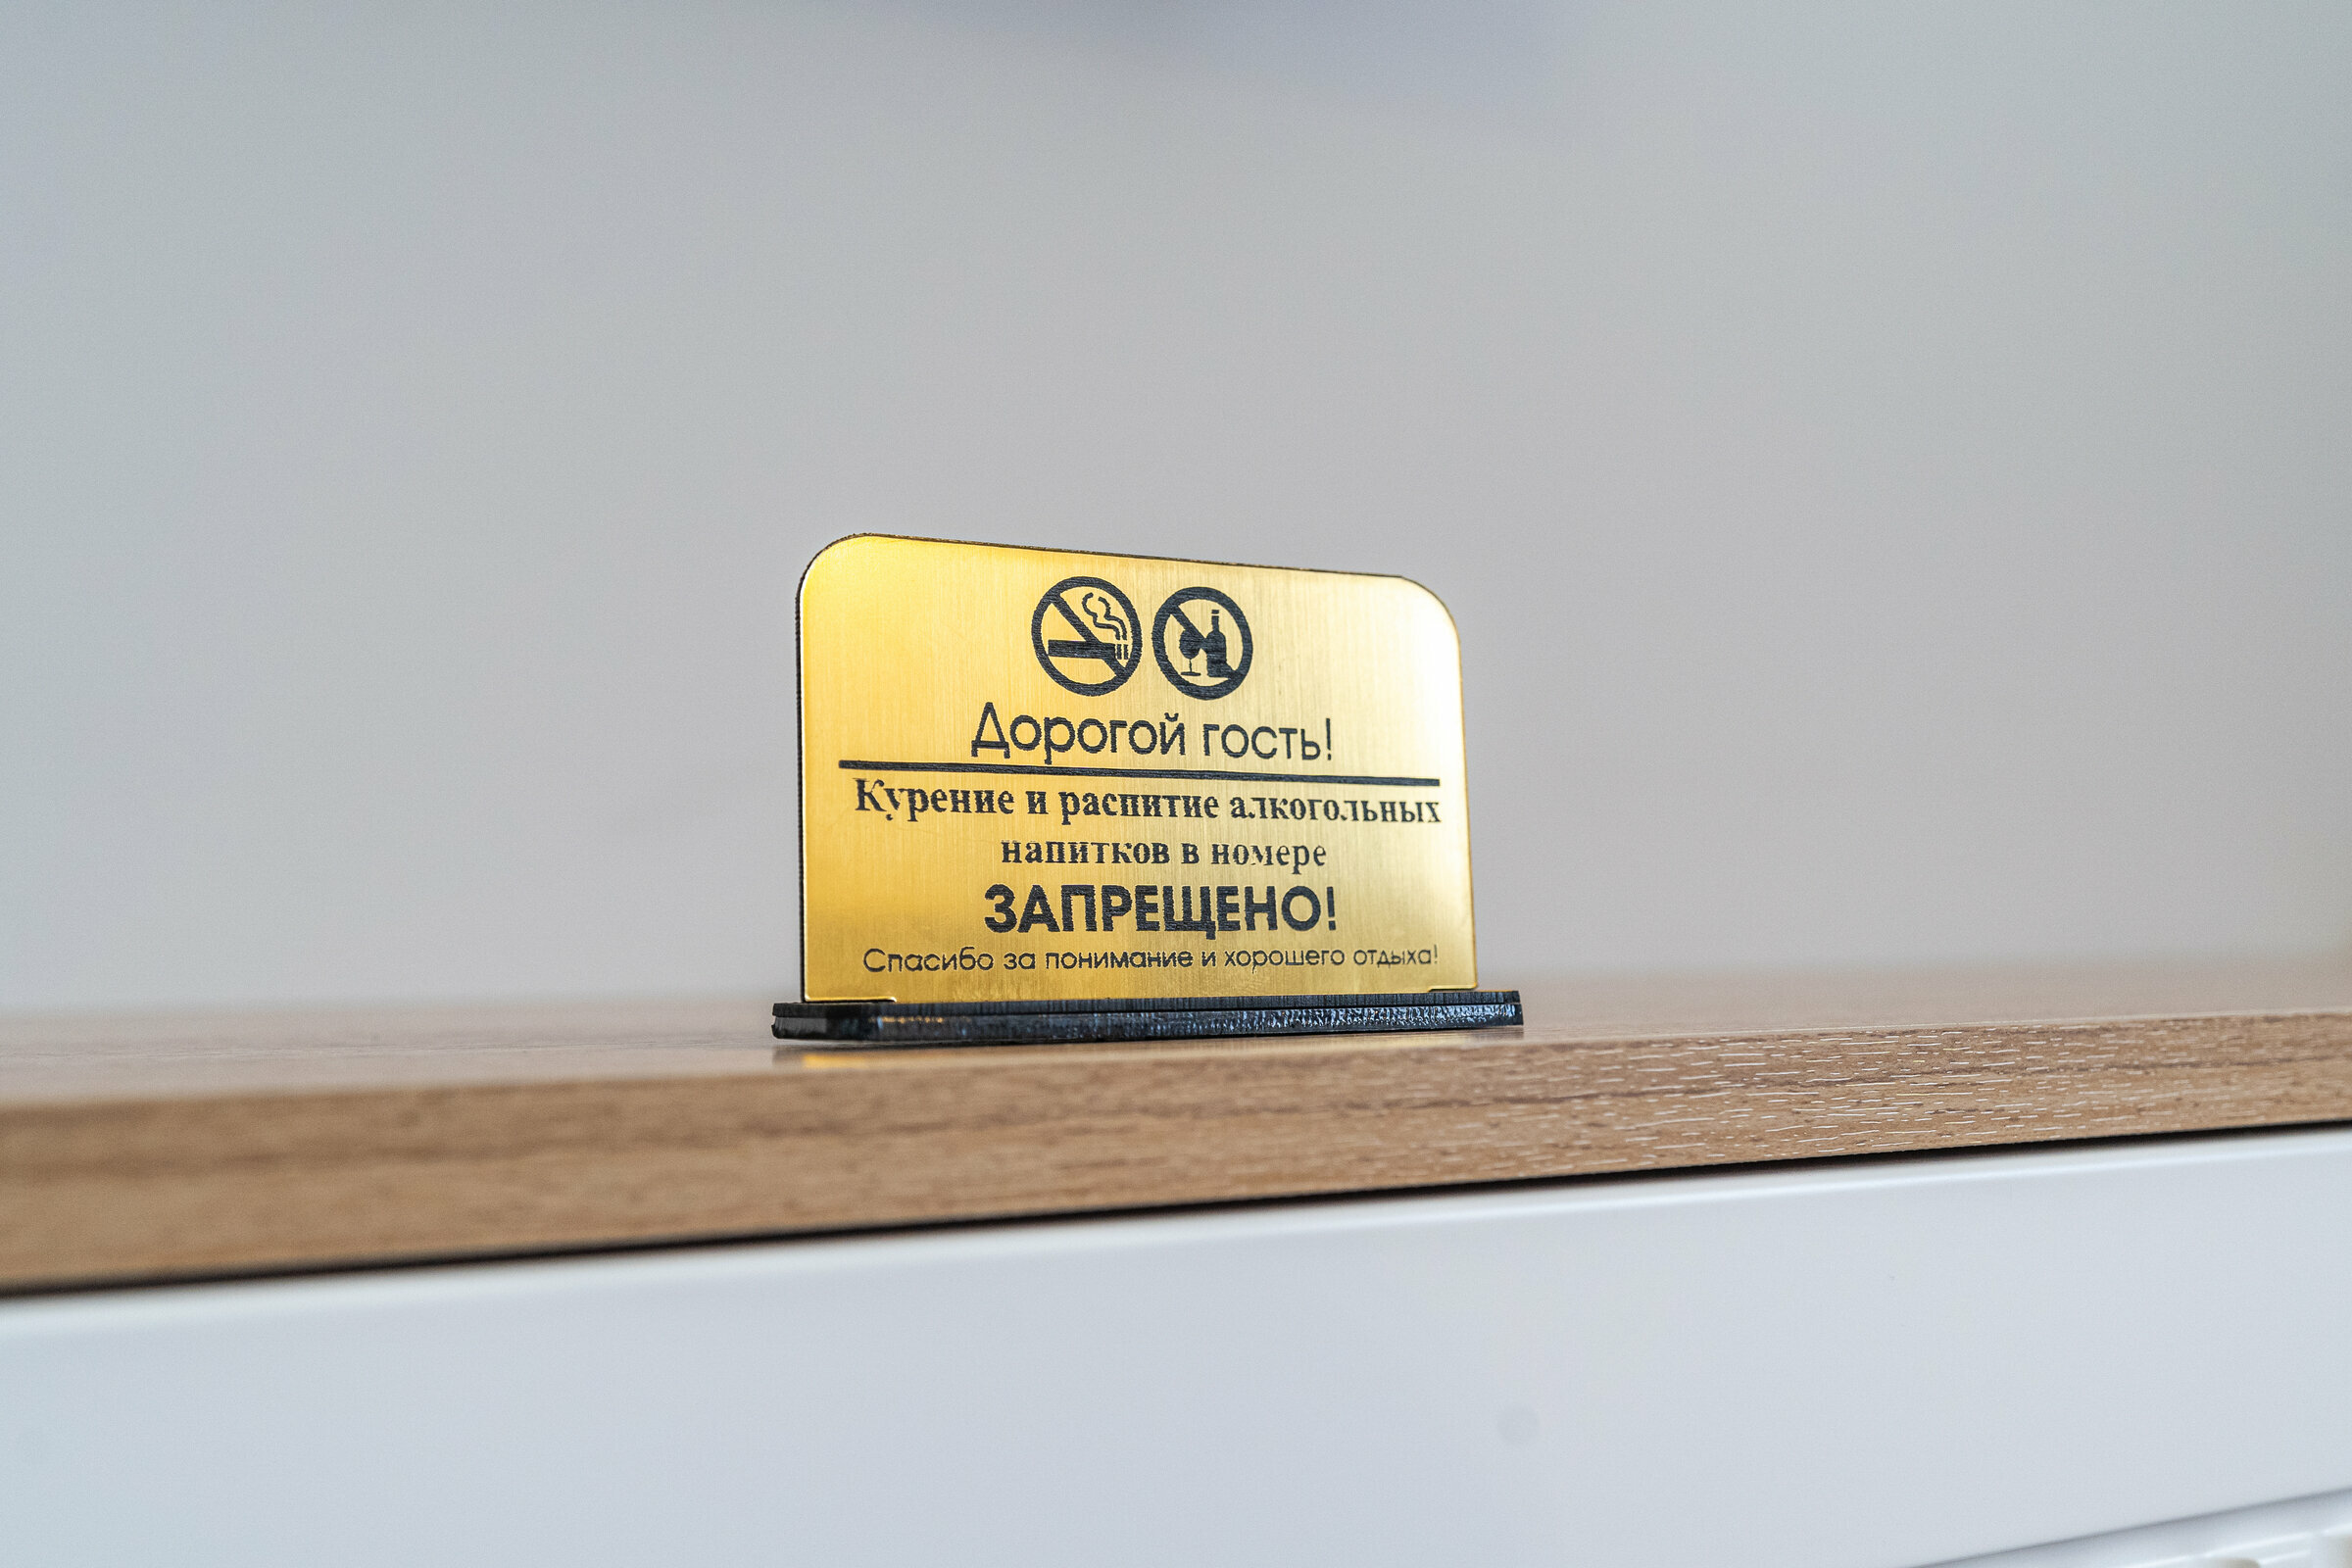 Дорогой гость!
Курение и распитие алкогольных
напитков в номере
ЗАПРЕЩЕНО!
Спасибо за понимание и хорошего отдыха!